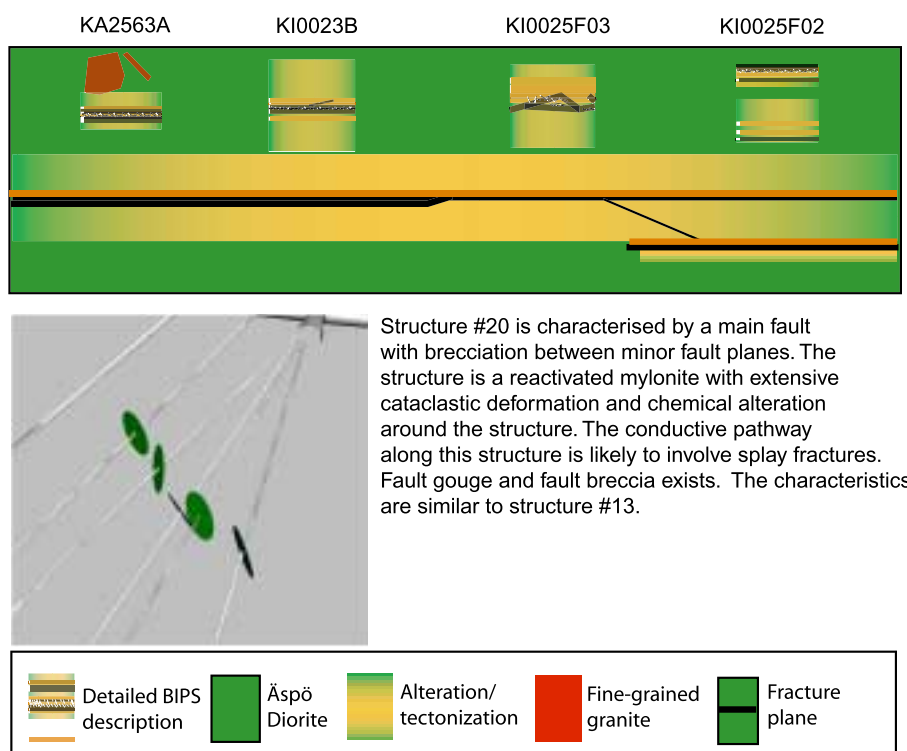 KA2563A KI0023B KI0025F03 KI0025F02
Structure #20 is characterised by a main fault
with brecciation between minor fault planes. The
structure is a reactivated mylonite with extensive
cataclastic deformation and chemical alteration
around the structure. The conductive pathway
along this structure is likely to involve splay fractures.
Fault gouge and fault breccia exists. The characteristics
are similar to structure #13.
Detailed BIPS
description
Äspö
Diorite
Alteration/
tectonization
Fine-grained
granite
Fracture
plane